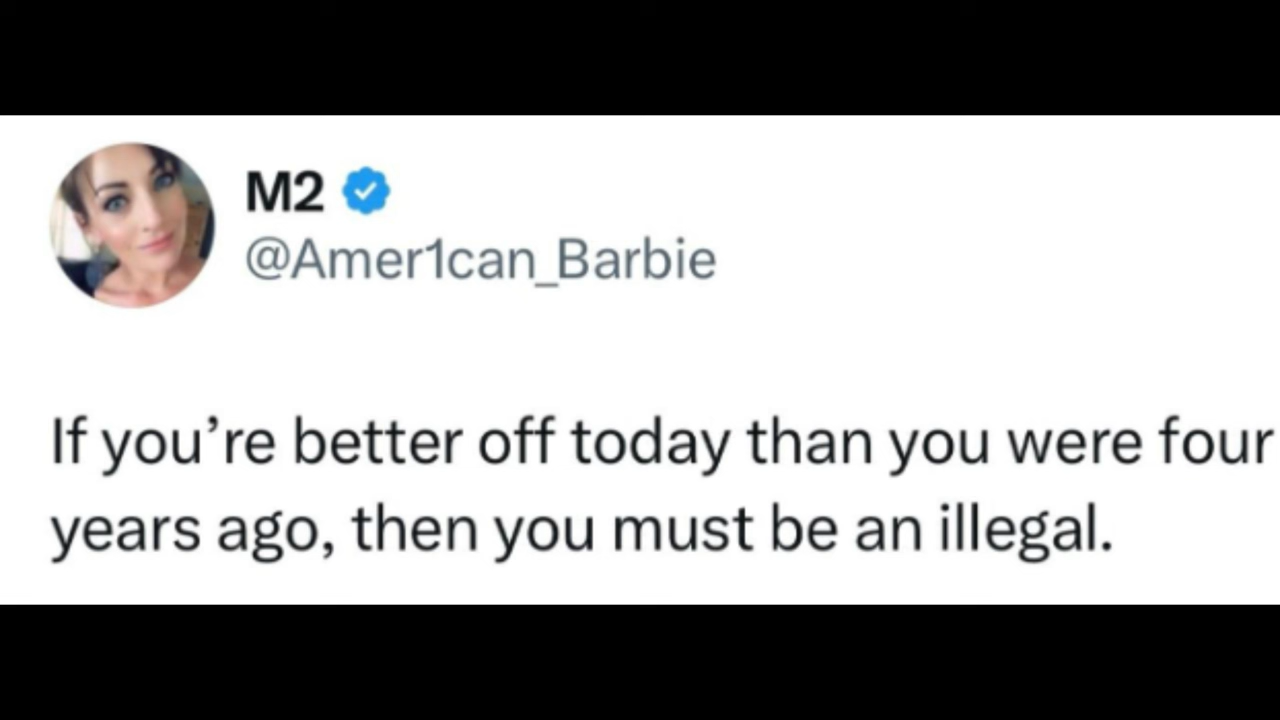 M2
@Amer1can_Barbie
If you’re better off today than you were four
years ago, then you must be an illegal.